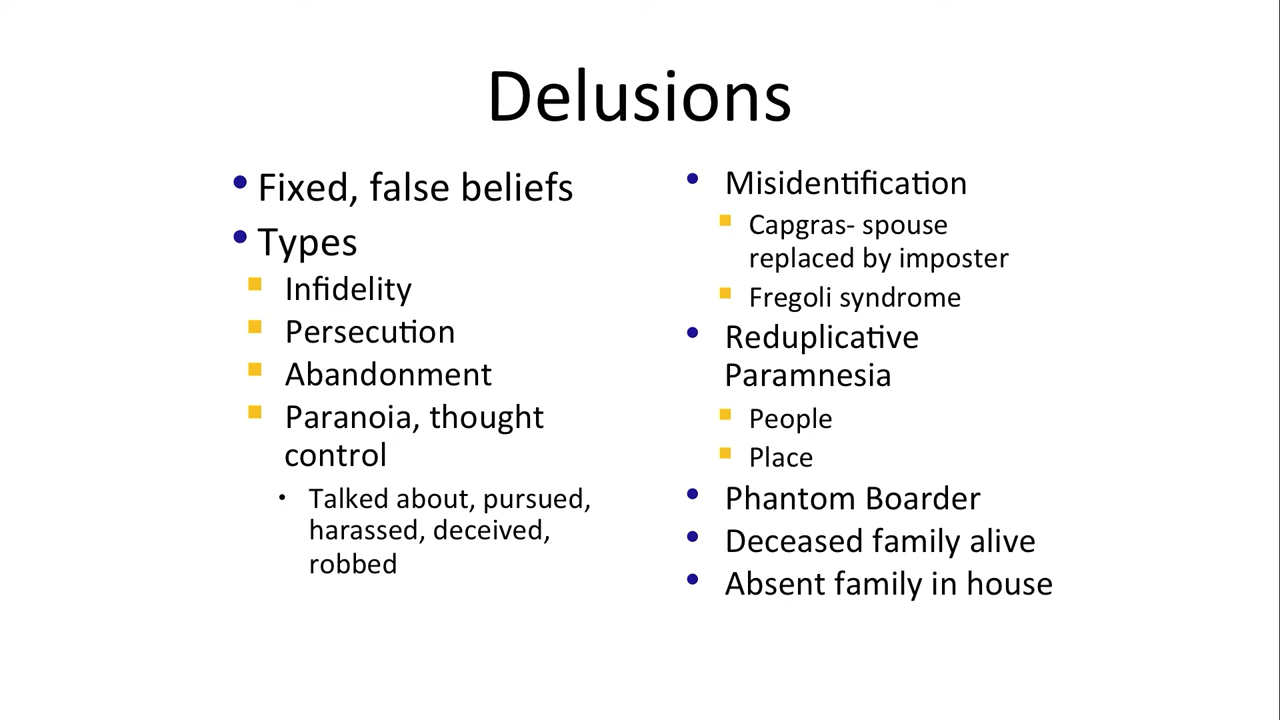 Delusions
Fixed, false beliefs
Types
Infidelity
Persecution
Abandonment
Paranoia, thought
control
Talked about, pursued,
harassed, deceived,
robbed
Misidentification
Capgras- spouse
replaced by imposter
Fregoli syndrome
Reduplicative
Paramnesia
People
Place
Phantom Boarder
Deceased family alive
Absent family in house